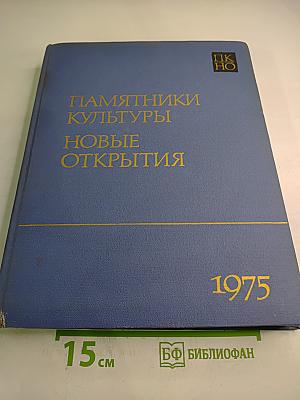 ПК
НО
ПАМЯТНИКИ
КУЛЬТУРЫ
НОВЫЕ
ОТКРЫТИЯ
1975
15 см
БФ БИБЛИОФАН